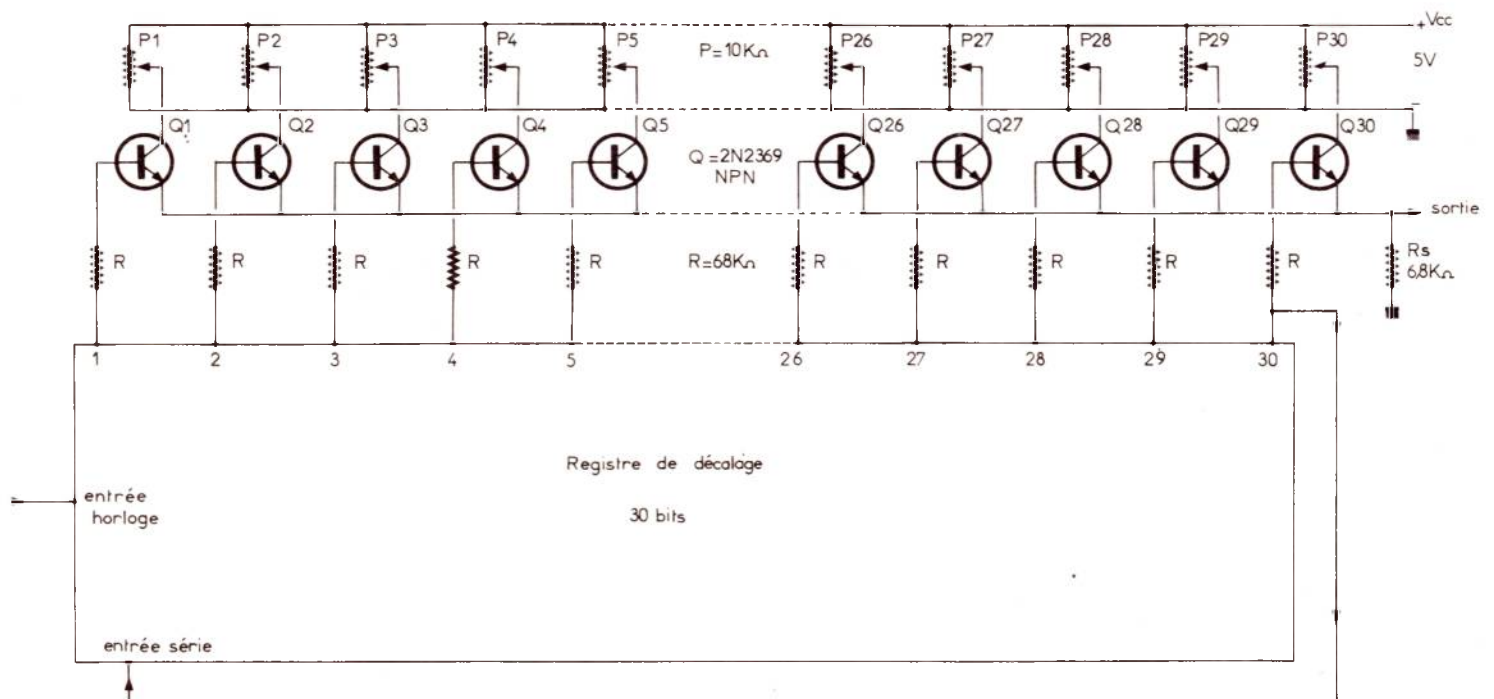 +Vcc
P1 P2 P3 P4 P5 P=10KΩ P26 P27 P28 P29 P30 5V
Q1 Q2 Q3 Q4 Q5 Q=2N2369 Q26 Q27 Q28 Q29 Q30
NPN
sortie
R R R R R R=68KΩ R R R R R Rs
6,8KΩ
1 2 3 4 5 26 27 28 29 30
Registre de décalage
entrée
horloge
30 bits
entrée série